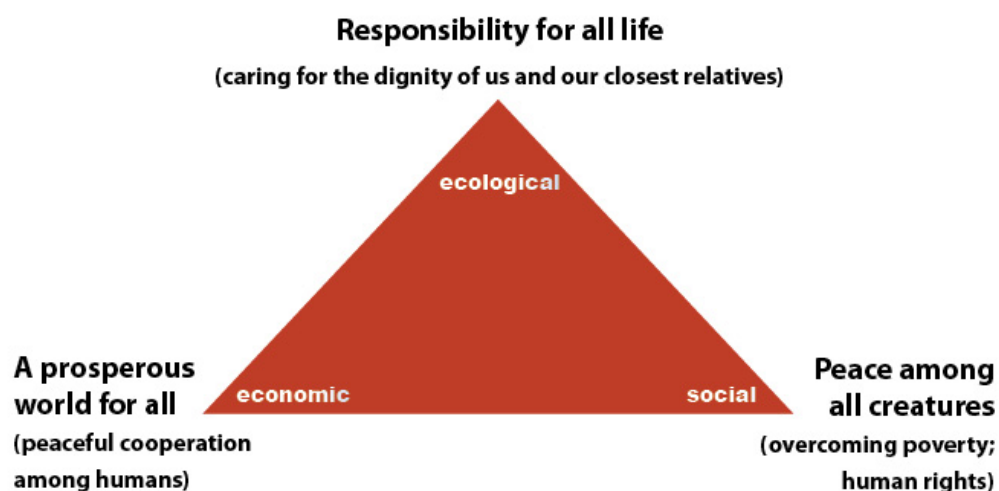 Responsibility for all life
(caring for the dignity of us and our closest relatives)
ecological
A prosperous
world for all
(peaceful cooperation
among humans)
economic
social
Peace among
all creatures
(overcoming poverty;
human rights)